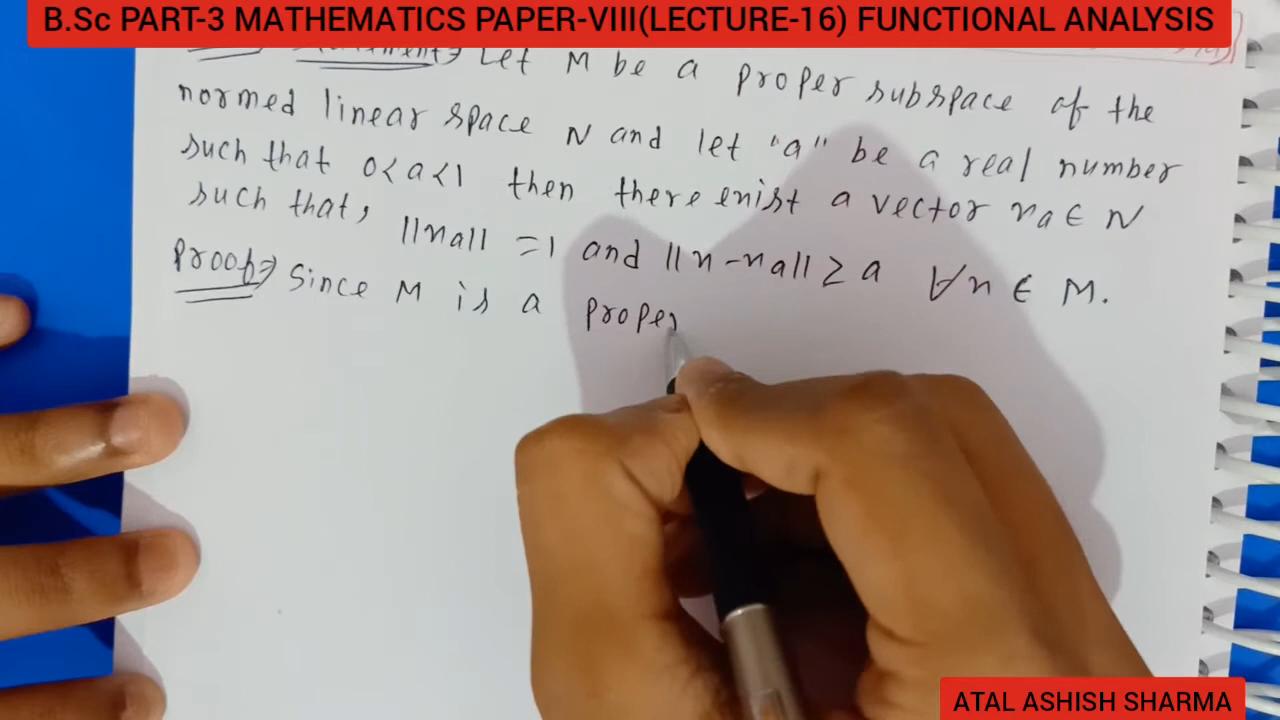 B.Sc PART-3 MATHEMATICS PAPER-VIII(LECTURE-16) FUNCTIONAL ANALYSIS
Let M be a proper subspace of the
normed linear space N and let "a" be a real number
such that 0<a<1 then there exist a vector xa ∈ N
such that, ||xa|| =1 and ||x-xa|| ≥ a ∀x ∈ M.
Proof⇒ Since M is a proper
ATAL ASHISH SHARMA